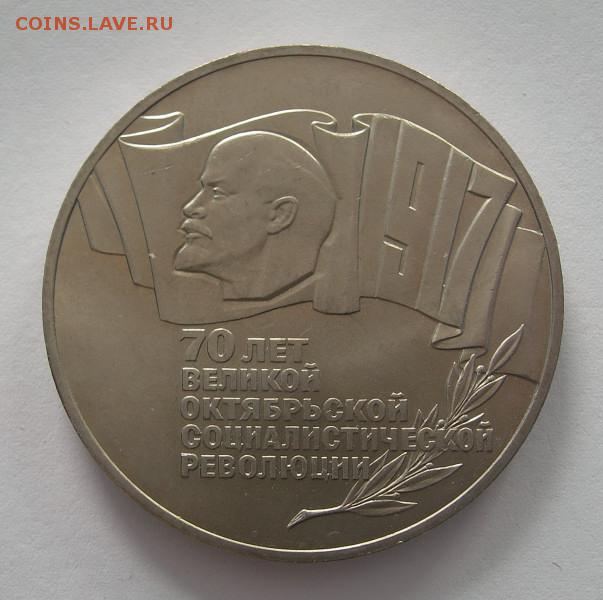 COINS.LAVE.RU
1917
70 ЛЕТ
ВЕЛИКОЙ
ОКТЯБРЬСКОЙ
СОЦИАЛИСТИЧЕСКОЙ
РЕВОЛЮЦИИ